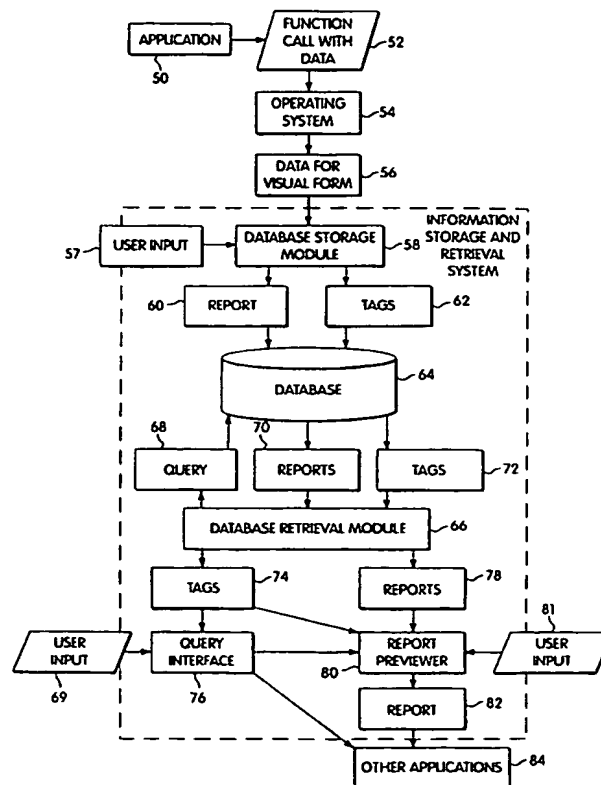 APPLICATION
50
FUNCTION
CALL WITH
DATA
52
OPERATING
SYSTEM
54
DATA FOR
VISUAL FORM
56
INFORMATION
STORAGE AND
RETRIEVAL
SYSTEM
57
USER INPUT
DATABASE STORAGE
MODULE
58
60
REPORT
TAGS
62
DATABASE
64
68
QUERY
70
REPORTS
TAGS
72
DATABASE RETRIEVAL MODULE
66
TAGS
74
REPORTS
78
USER
INPUT
69
QUERY
INTERFACE
76
REPORT
PREVIEWER
80
81
USER
INPUT
REPORT
82
OTHER APPLICATIONS
84